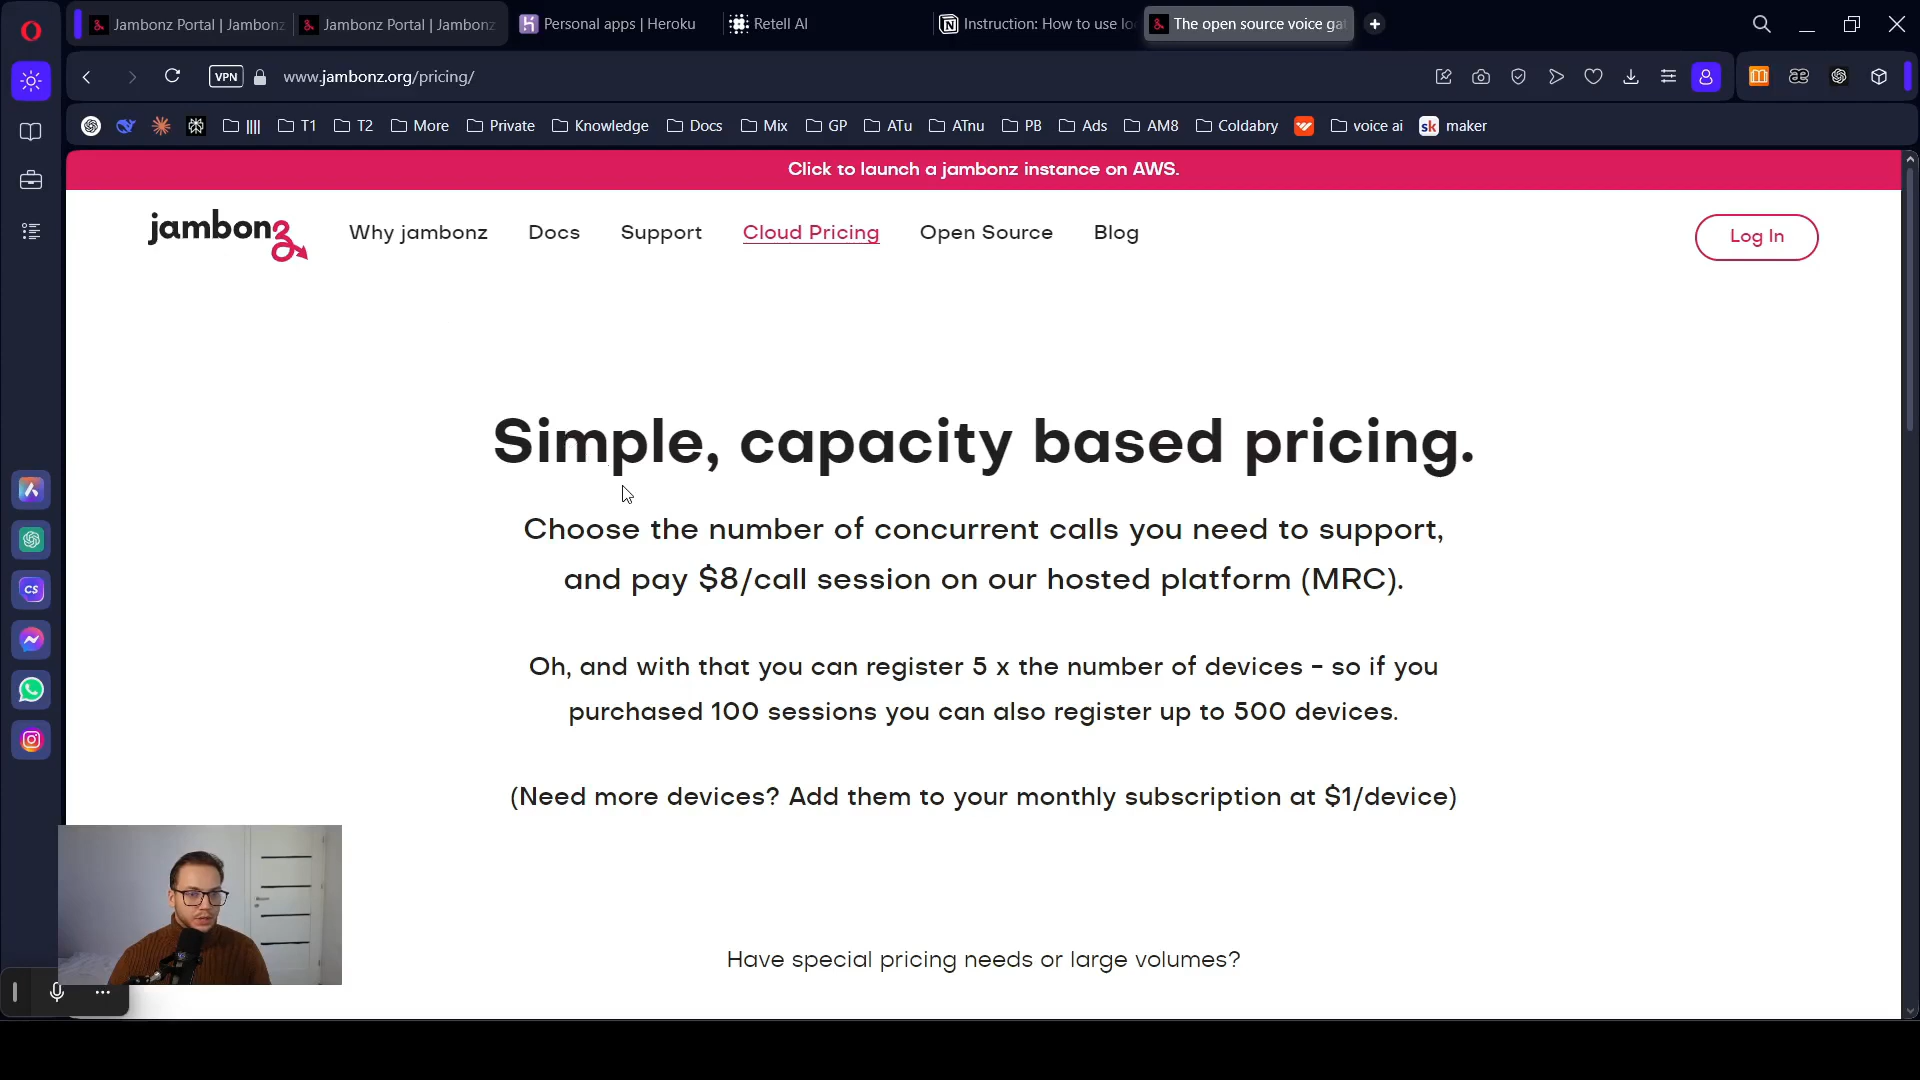 Jambonz Portal | Jambonz
Jambonz Portal | Jambonz
Personal apps | Heroku
Retell AI
Instruction: How to use lo
The open source voice ga
VPN
www.jambonz.org/pricing/
||||
T1
T2
More
Private
Knowledge
Docs
Mix
GP
ATu
ATnu
PB
Ads
AM8
Coldabry
voice ai
sk
maker
Click to launch a jambonz instance on AWS.
jambonz
Why jambonz
Docs
Support
Cloud Pricing
Open Source
Blog
Log In
Simple, capacity based pricing.
Choose the number of concurrent calls you need to support,
and pay $8/call session on our hosted platform (MRC).
Oh, and with that you can register 5 x the number of devices - so if you
purchased 100 sessions you can also register up to 500 devices.
(Need more devices? Add them to your monthly subscription at $1/device)
Have special pricing needs or large volumes?
CS